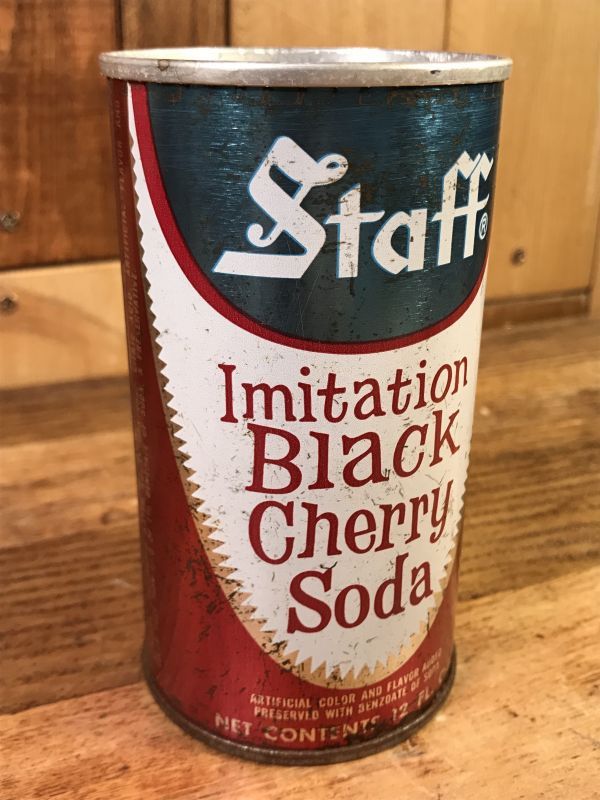 Staff®
Imitation
Black
Cherry
Soda
ARTIFICIAL COLOR AND FLAVOR ADDED
PRESERVED WITH BENZOATE OF SODA
NET CONTENTS 12 FL.